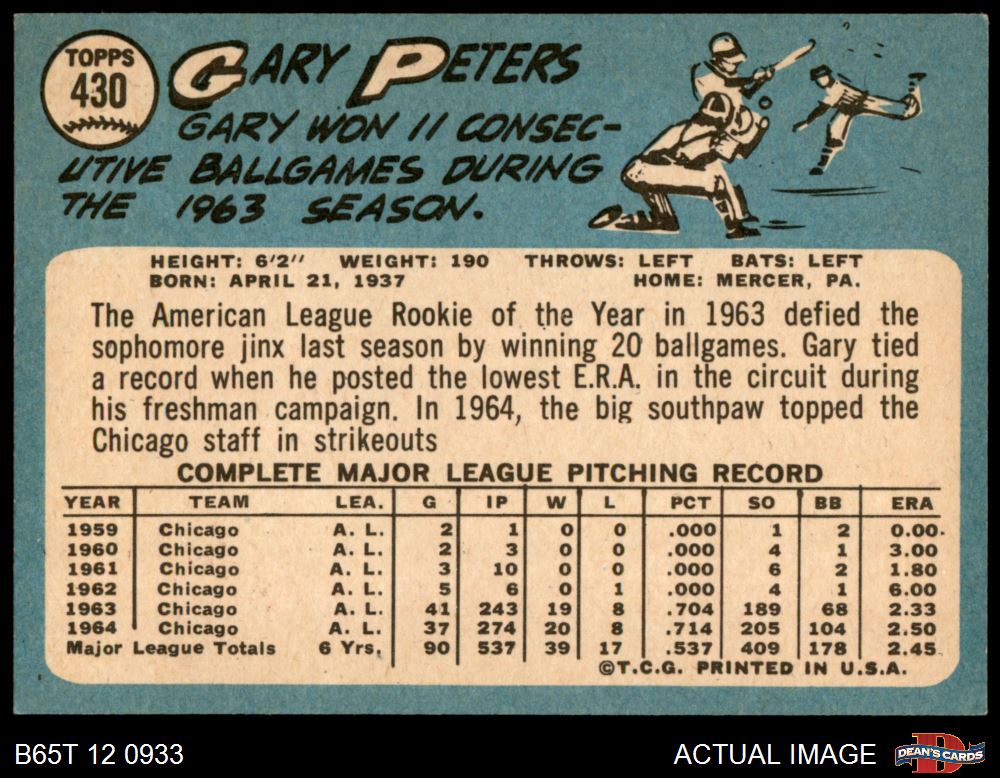 TOPPS
430
GARY PETERS
GARY WON 11 CONSEC-
UTIVE BALLGAMES DURING
THE 1963 SEASON.
HEIGHT: 6'2" WEIGHT: 190 THROWS: LEFT BATS: LEFT
BORN: APRIL 21, 1937 HOME: MERCER, PA.
The American League Rookie of the Year in 1963 defied the
sophomore jinx last season by winning 20 ballgames. Gary tied
a record when he posted the lowest E.R.A. in the circuit during
his freshman campaign. In 1964, the big southpaw topped the
Chicago staff in strikeouts
COMPLETE MAJOR LEAGUE PITCHING RECORD
YEAR TEAM LEA. G IP W L PCT SO BB ERA
1959 Chicago A. L. 2 1 0 0 .000 1 2 0.00
1960 Chicago A. L. 2 3 0 0 .000 4 1 3.00
1961 Chicago A. L. 3 10 0 0 .000 6 2 1.80
1962 Chicago A. L. 5 6 0 1 .000 4 1 6.00
1963 Chicago A. L. 41 243 19 8 .704 189 68 2.33
1964 Chicago A. L. 37 274 20 8 .714 205 104 2.50
Major League Totals 6 Yrs. 90 537 39 17 .537 409 178 2.45
©T.C.G. PRINTED IN U.S.A.
B65T 12 0933 ACTUAL IMAGE DEAN'S CARDS